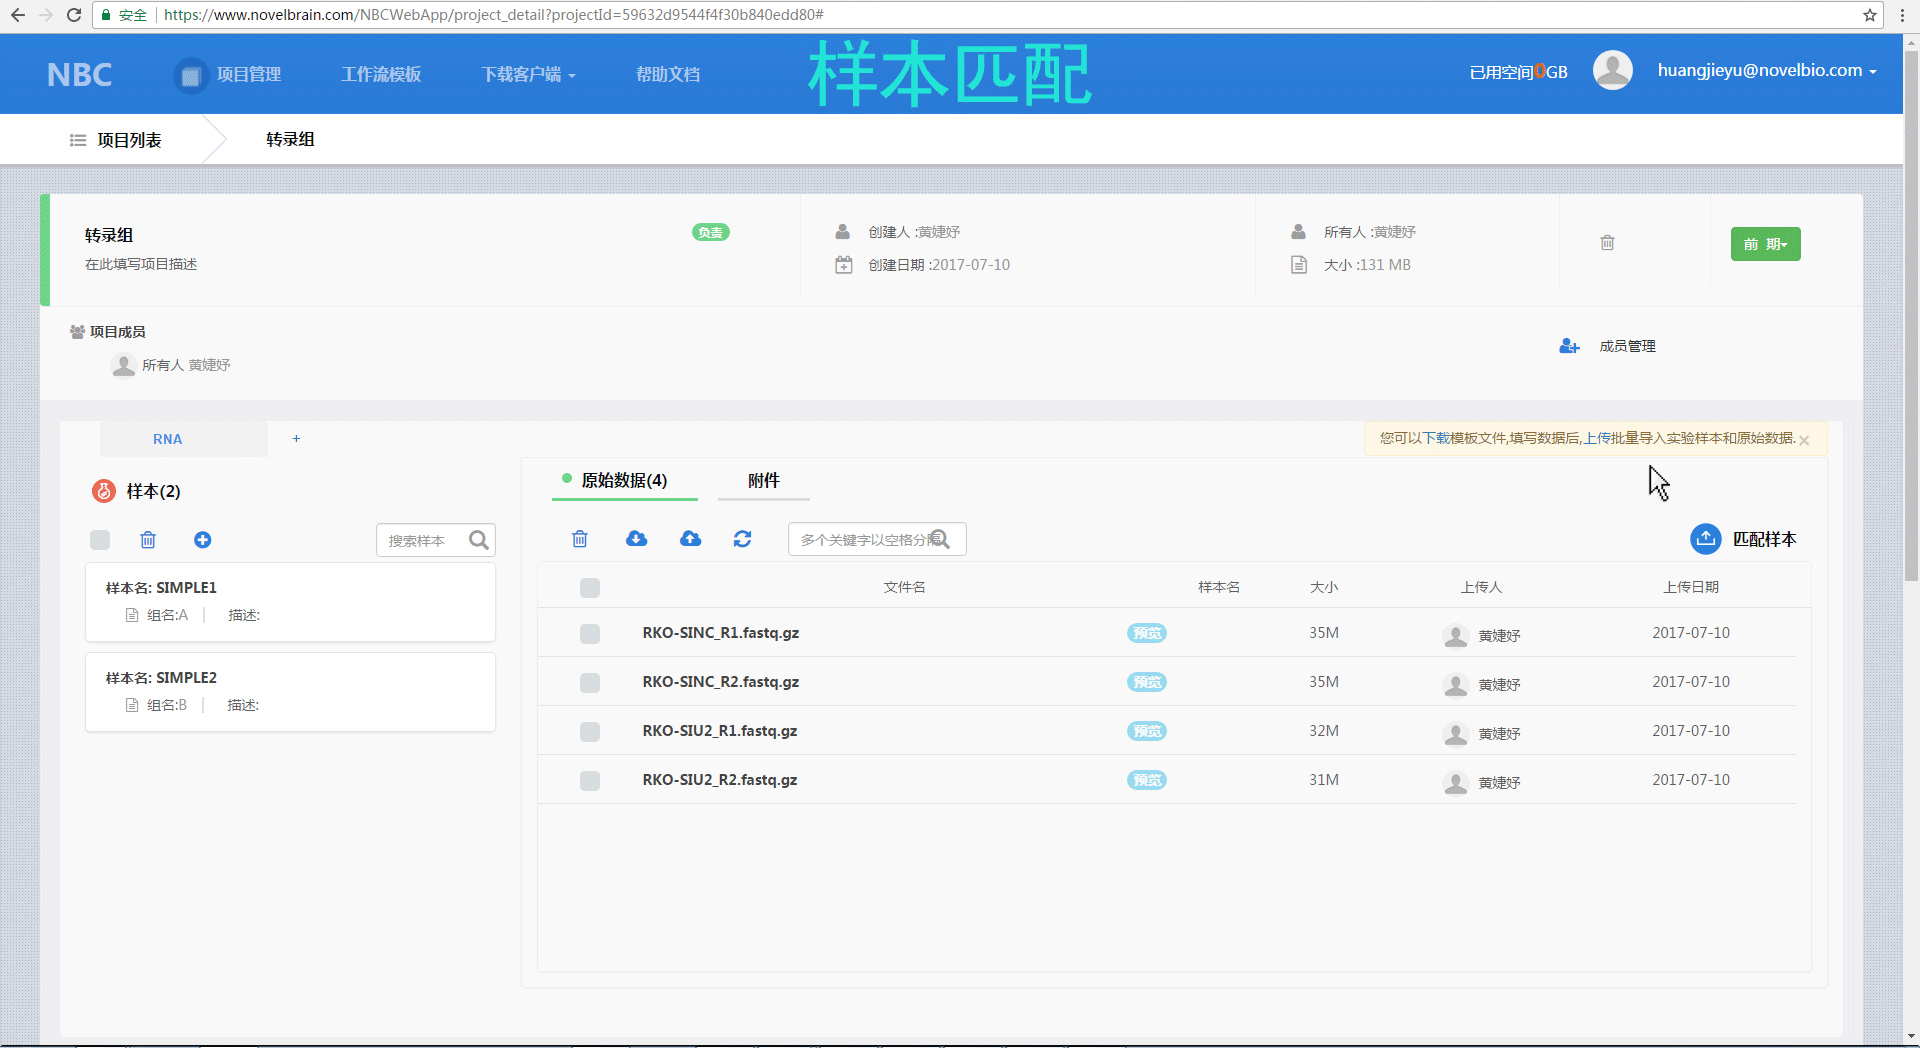 安全 https://www.novelbrain.com/NBCWebApp/project_detail?projectId=59632d9544f4f30b840edd80#
NBC 项目管理 工作流模板 下载客户端 帮助文档 样本匹配 已用空间0GB huangjieyu@novelbio.com
项目列表 转录组
转录组 负责 创建人 :黄婕妤 所有人 :黄婕妤 前 期
在此填写项目描述 创建日期 :2017-07-10 大小 :131 MB
项目成员
所有人 黄婕妤 成员管理
RNA + 您可以下载模板文件,填写数据后,上传批量导入实验样本和原始数据. ×
样本(2) 原始数据(4) 附件
搜索样本 多个关键字以空格分隔 匹配样本
文件名 样本名 大小 上传人 上传日期
样本名: SIMPLE1
组名:A 描述:
样本名: SIMPLE2
组名:B 描述:
RKO-SINC_R1.fastq.gz 预览 35M 黄婕妤 2017-07-10
RKO-SINC_R2.fastq.gz 预览 35M 黄婕妤 2017-07-10
RKO-SIU2_R1.fastq.gz 预览 32M 黄婕妤 2017-07-10
RKO-SIU2_R2.fastq.gz 预览 31M 黄婕妤 2017-07-10